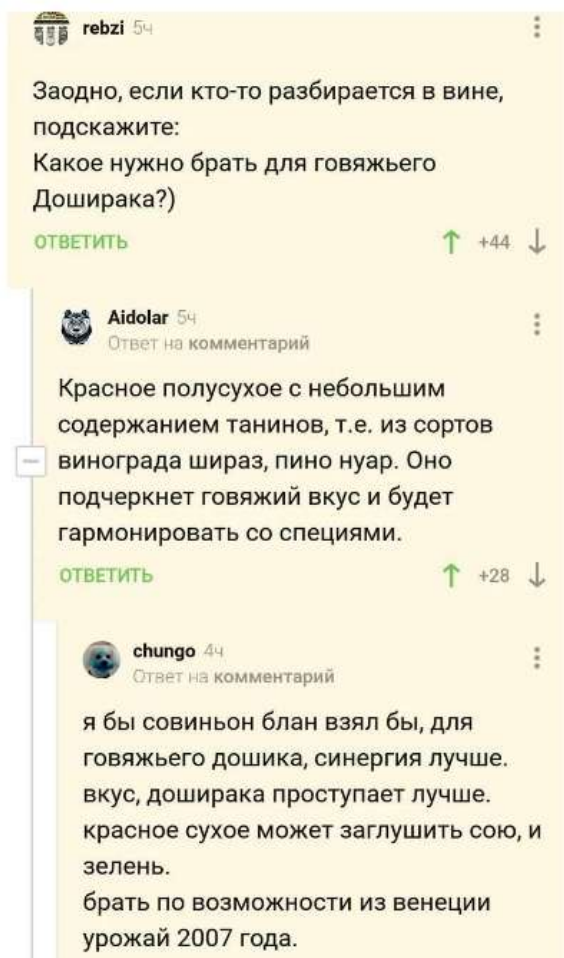 rebzi 5ч
Заодно, если кто-то разбирается в вине,
подскажите:
Какое нужно брать для говяжьего
Доширака?)
ОТВЕТИТЬ +44
Aidolar 5ч
Ответ на комментарий
Красное полусухое с небольшим
содержанием танинов, т.е. из сортов
винограда шираз, пино нуар. Оно
подчеркнет говяжий вкус и будет
гармонировать со специями.
ОТВЕТИТЬ +28
chungo 4ч
Ответ на комментарий
я бы совиньон блан взял бы, для
говяжьего дошика, синергия лучше.
вкус, доширака проступает лучше.
красное сухое может заглушить сою, и
зелень.
брать по возможности из венеции
урожай 2007 года.